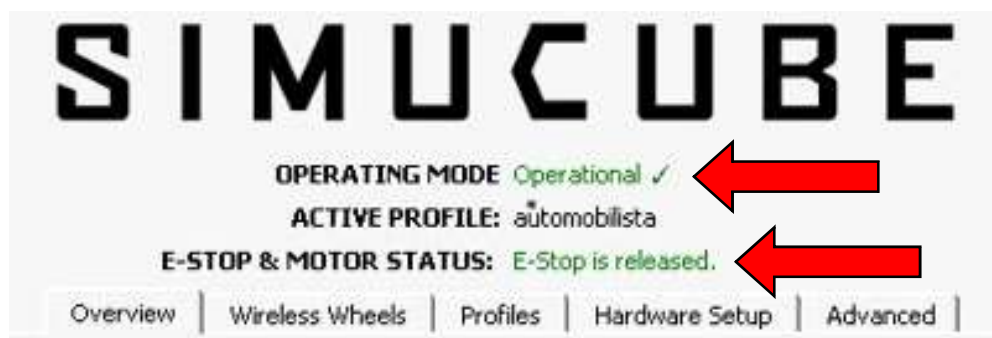 SIMUCUBE
OPERATING MODE Operational ✓
ACTIVE PROFILE: automobilista
E-STOP & MOTOR STATUS: E-Stop is released.
Overview | Wireless Wheels | Profiles | Hardware Setup | Advanced |